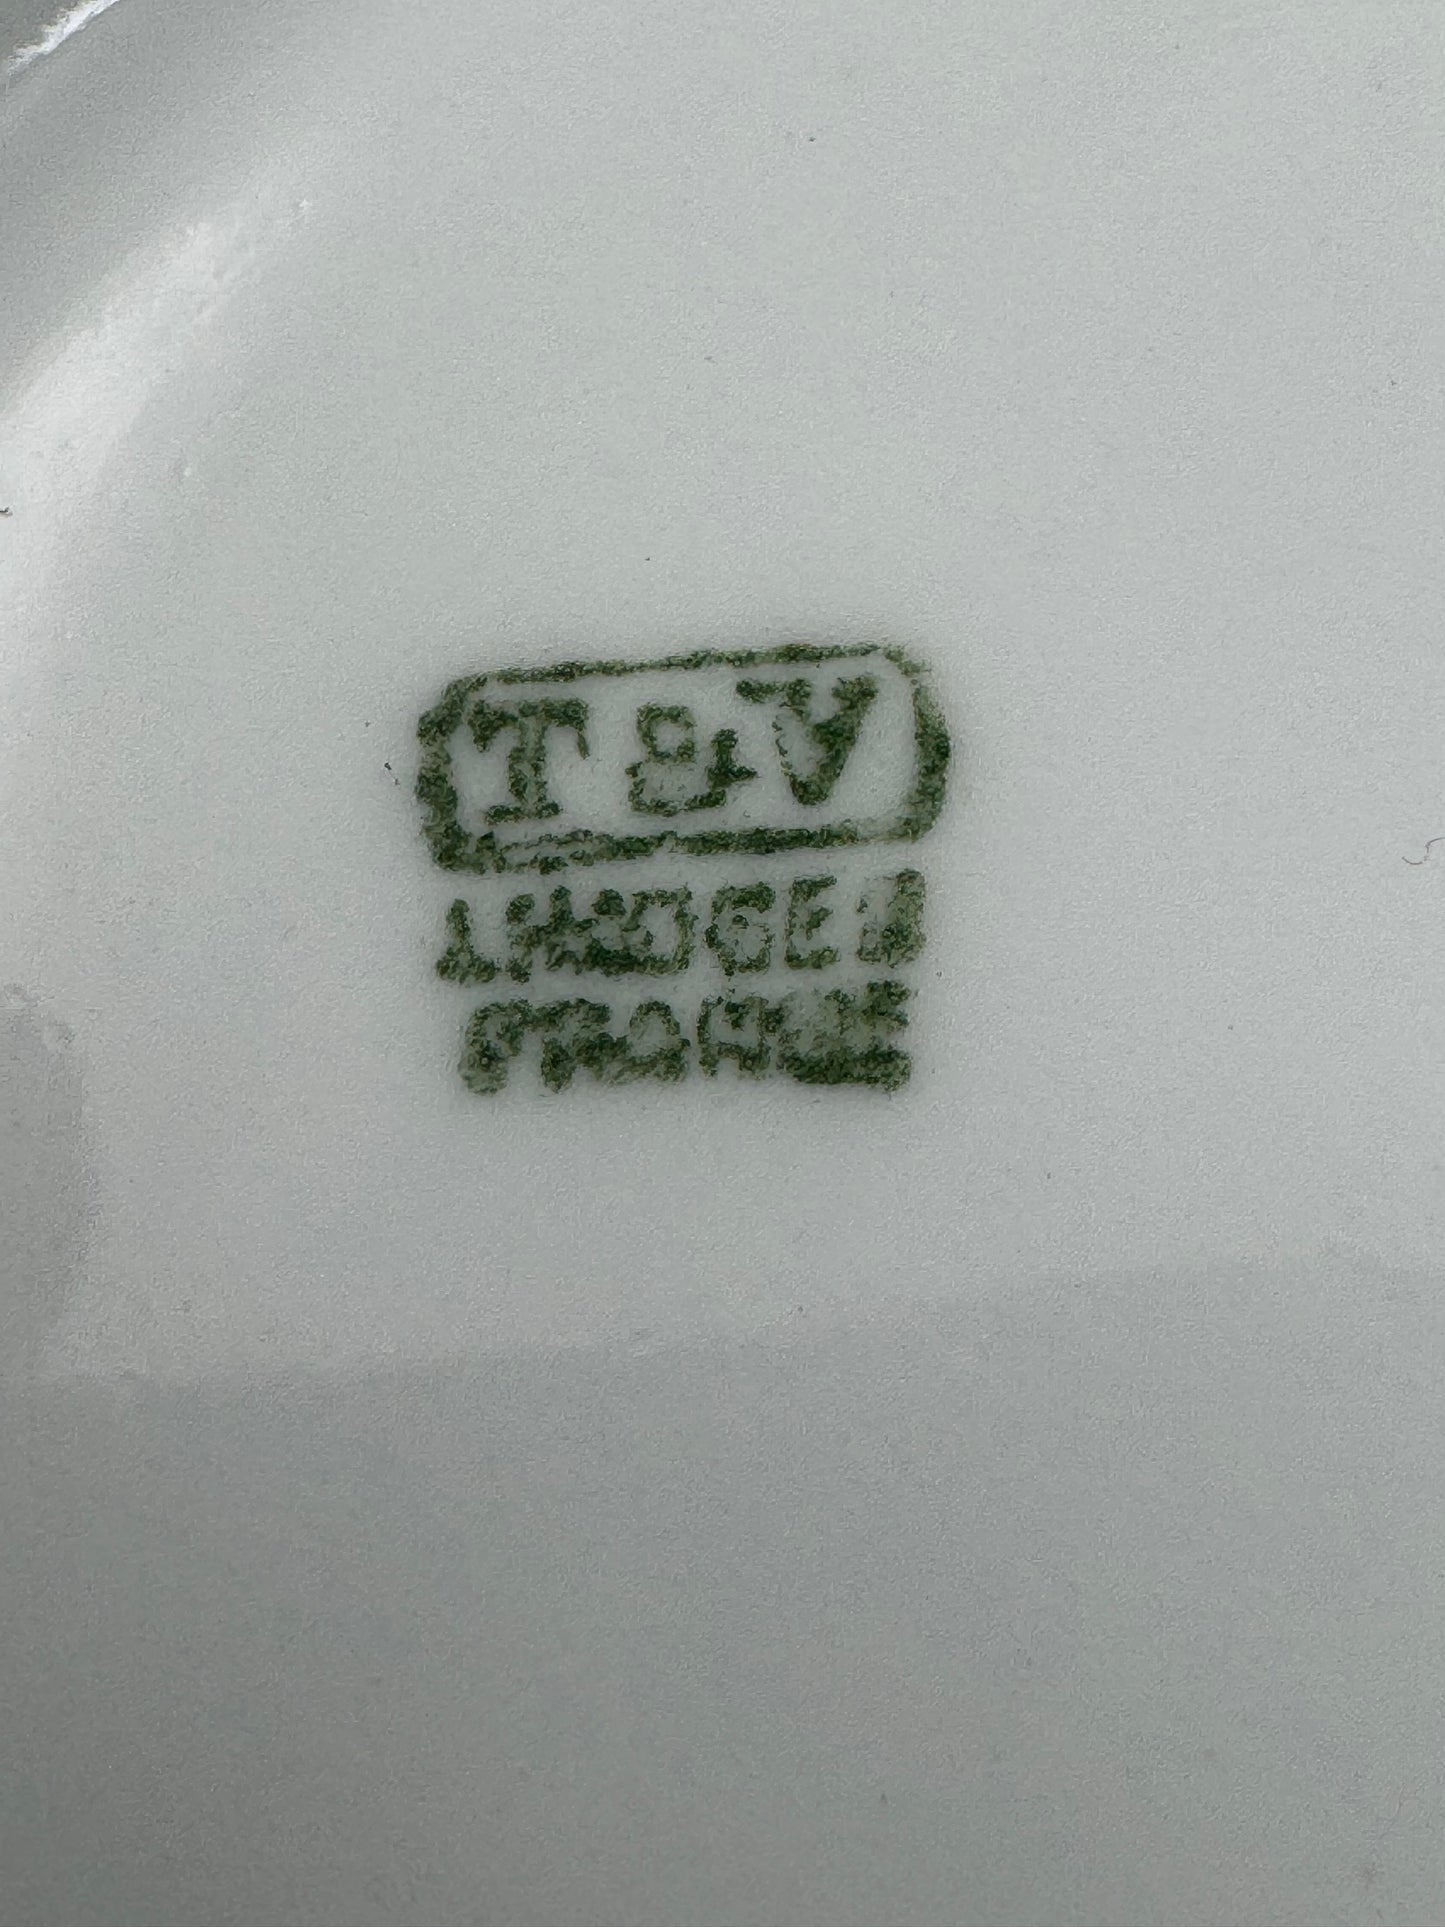 T & V
LIMOGES
FRANCE